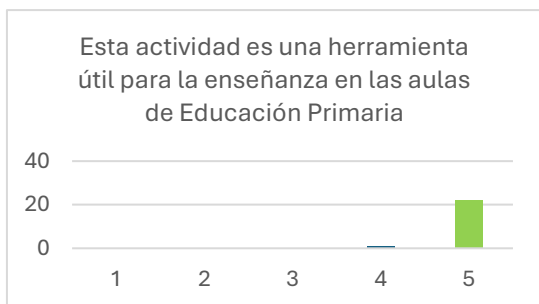 Esta actividad es una herramienta
útil para la enseñanza en las aulas
de Educación Primaria
40
20
0
1 2 3 4 5